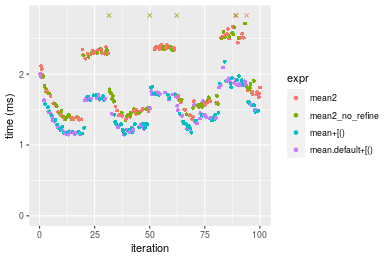 time (ms)
2
1
0
0
25
50
75
100
iteration
expr
mean2
mean2_no_refine
mean+[()
mean.default+[()